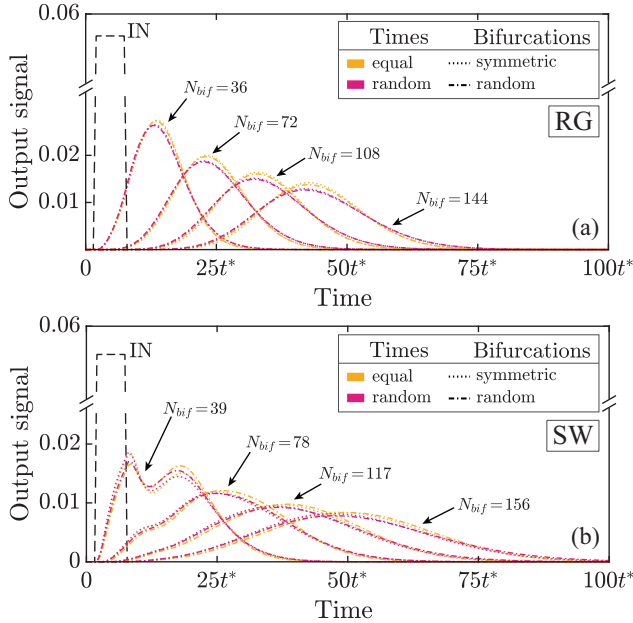 0.06
IN
Times Bifurcations
equal symmetric
random random
RG
N_bif = 36
N_bif = 72
N_bif = 108
N_bif = 144
0.02
0.01
Output signal
(a)
0 25t* 50t* 75t* 100t*
Time
0.06
IN
Times Bifurcations
equal symmetric
random random
SW
N_bif = 39
N_bif = 78
N_bif = 117
N_bif = 156
0.02
0.01
0
Output signal
(b)
0 25t* 50t* 75t* 100t*
Time